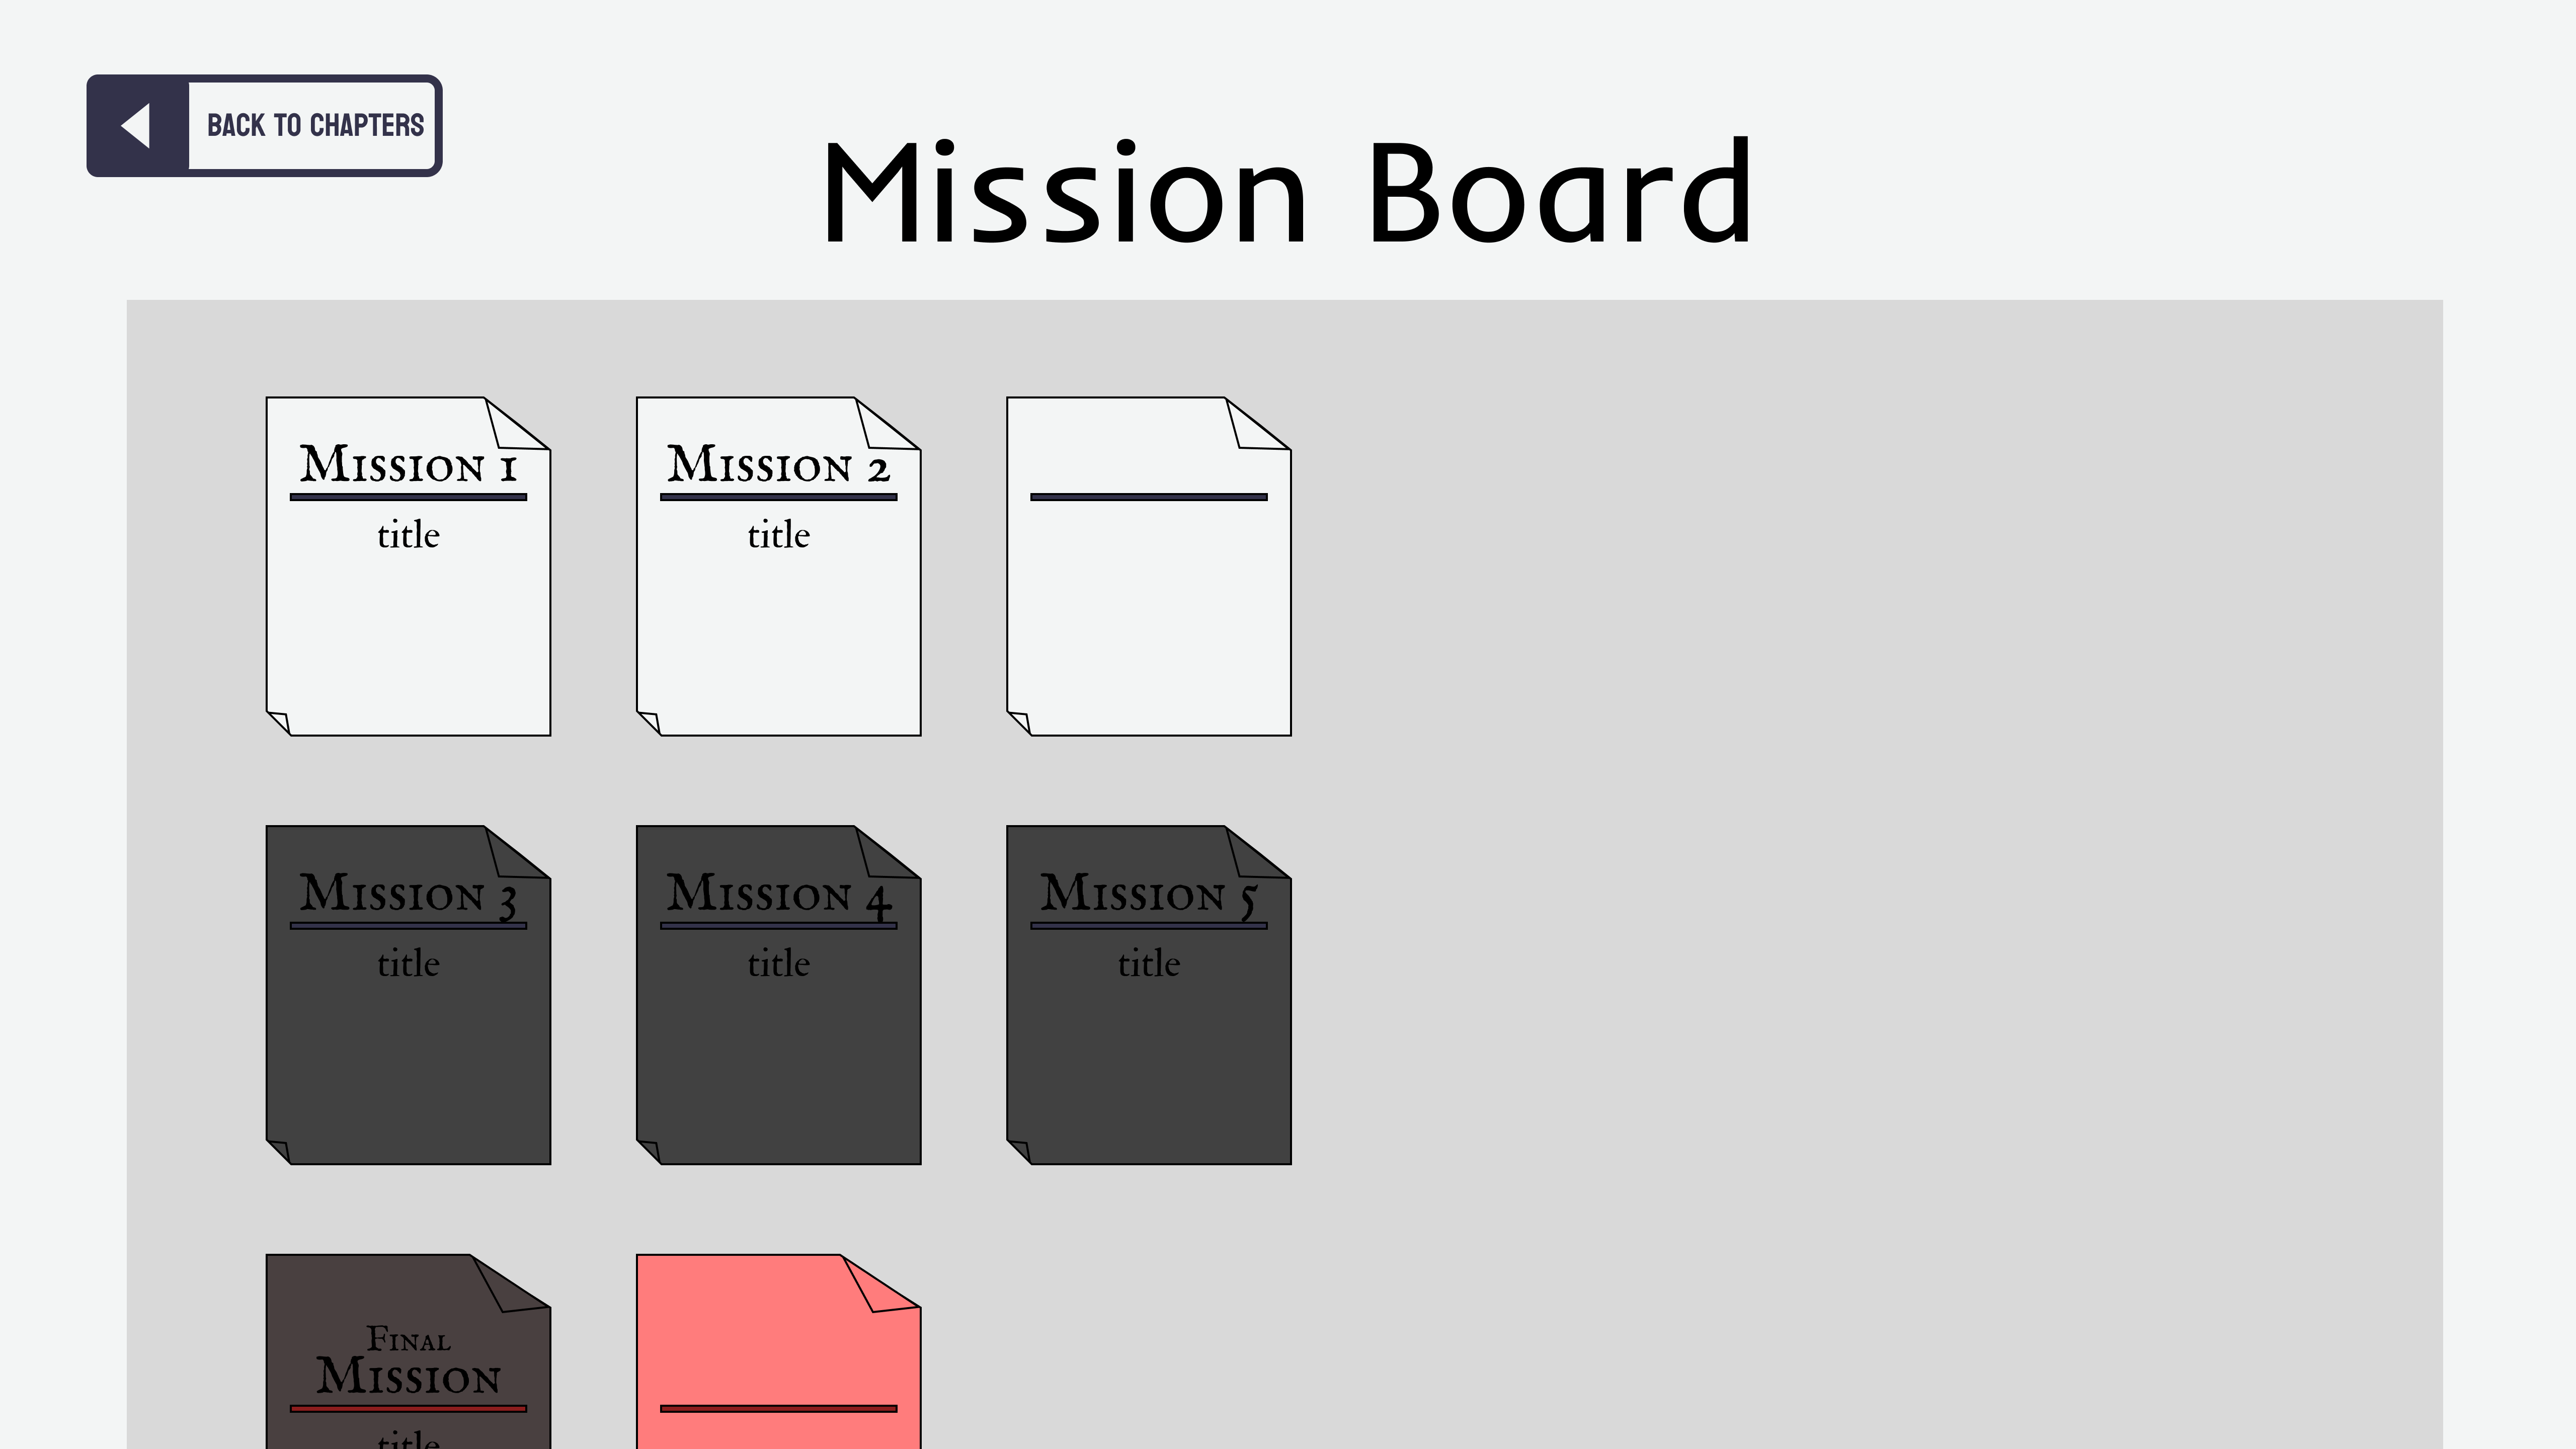 BACK TO CHAPTERS
Mission Board
Mission 1
title
Mission 2
title
Mission 3
title
Mission 4
title
Mission 5
title
Final
Mission
title